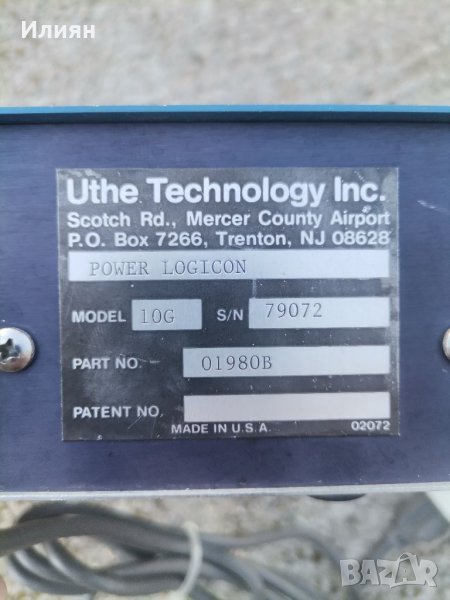 Илиян
Uthe Technology Inc.
Scotch Rd., Mercer County Airport
P.O. Box 7266, Trenton, NJ 08628
POWER LOGICON
MODEL 10G S/N 79072
PART NO. 01980B
PATENT NO.
MADE IN U.S.A. 02072
BAZAR